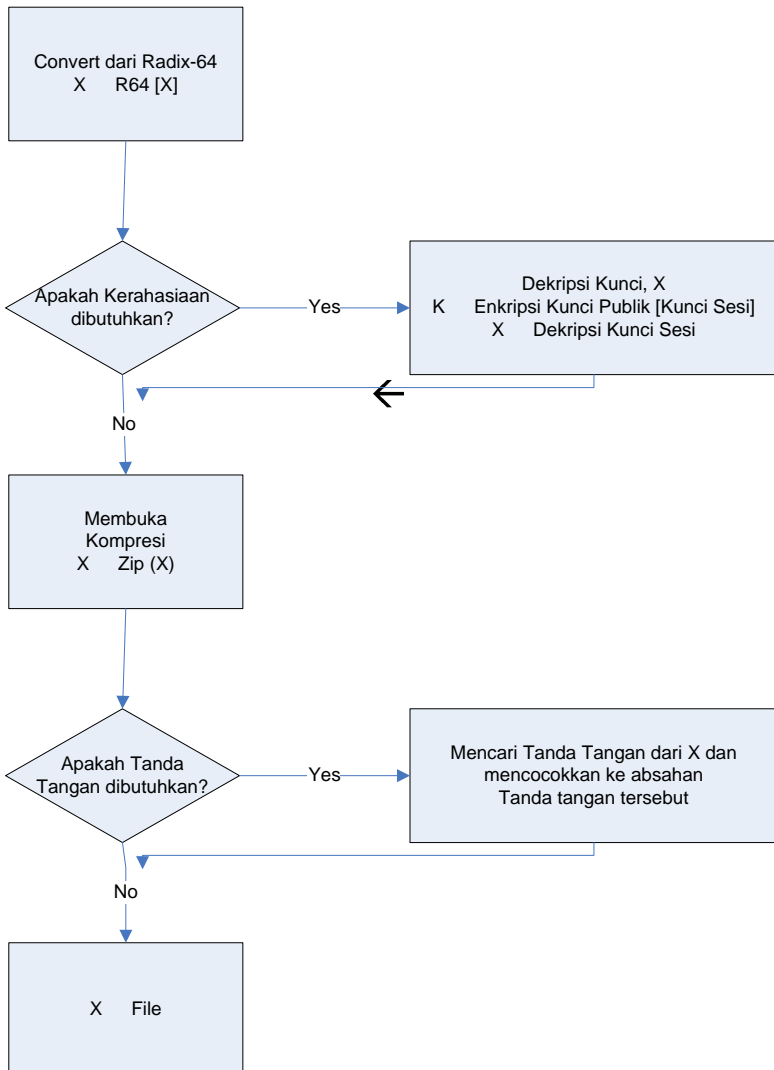 Convert dari Radix-64
X R64 [X]
Apakah Kerahasiaan
dibutuhkan?
Yes
Dekripsi Kunci, X
K Enkripsi Kunci Publik [Kunci Sesi]
X Dekripsi Kunci Sesi
No
Membuka
Kompresi
X Zip (X)
Apakah Tanda
Tangan dibutuhkan?
Yes
Mencari Tanda Tangan dari X dan
mencocokkan ke absahan
Tanda tangan tersebut
No
X File